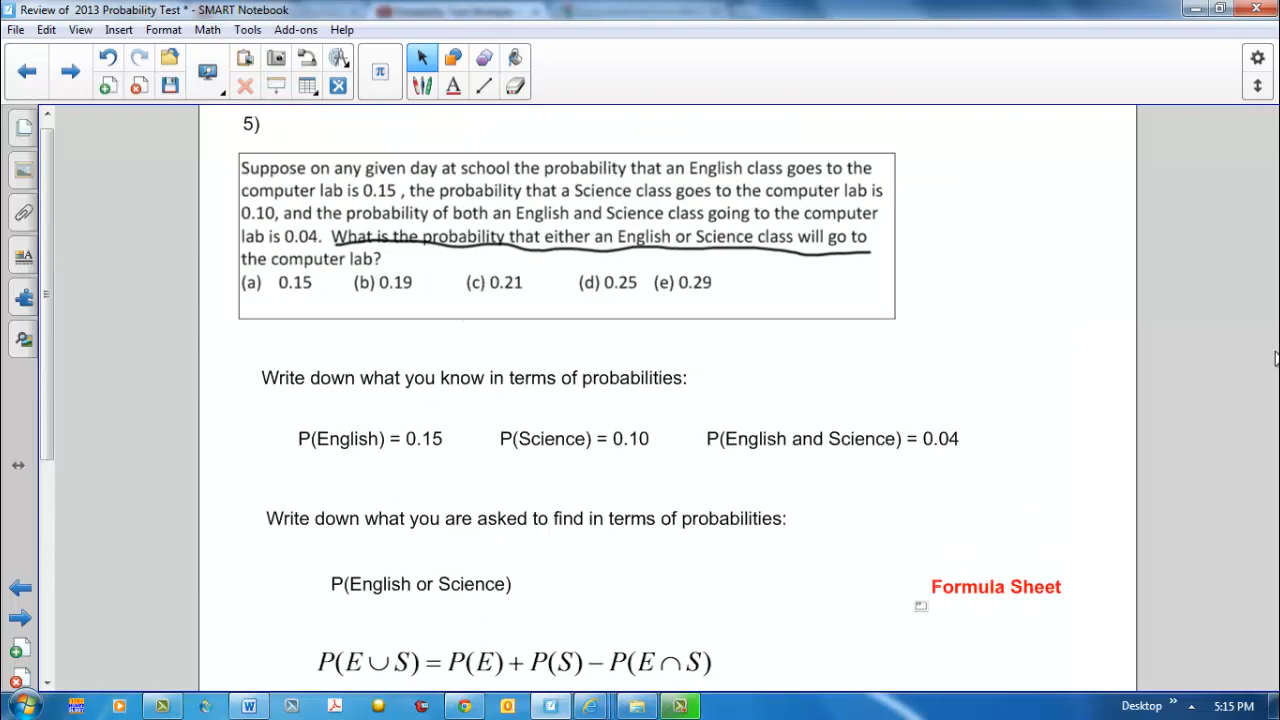 Review of 2013 Probability Test * - SMART Notebook
File Edit View Insert Format Math Tools Add-ons Help
π
A
5)
Suppose on any given day at school the probability that an English class goes to the
computer lab is 0.15 , the probability that a Science class goes to the computer lab is
0.10, and the probability of both an English and Science class going to the computer
lab is 0.04. What is the probability that either an English or Science class will go to
the computer lab?
(a) 0.15 (b) 0.19 (c) 0.21 (d) 0.25 (e) 0.29
Write down what you know in terms of probabilities:
P(English) = 0.15 P(Science) = 0.10 P(English and Science) = 0.04
Write down what you are asked to find in terms of probabilities:
P(English or Science)
Formula Sheet
P(E ∪ S) = P(E) + P(S) − P(E ∩ S)
Desktop » 5:15 PM